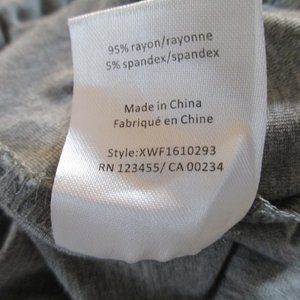 95% rayon/rayonne
5% spandex/spandex
Made in China
Fabriqué en Chine
Style:XWF1610293
RN 123455/ CA 00234